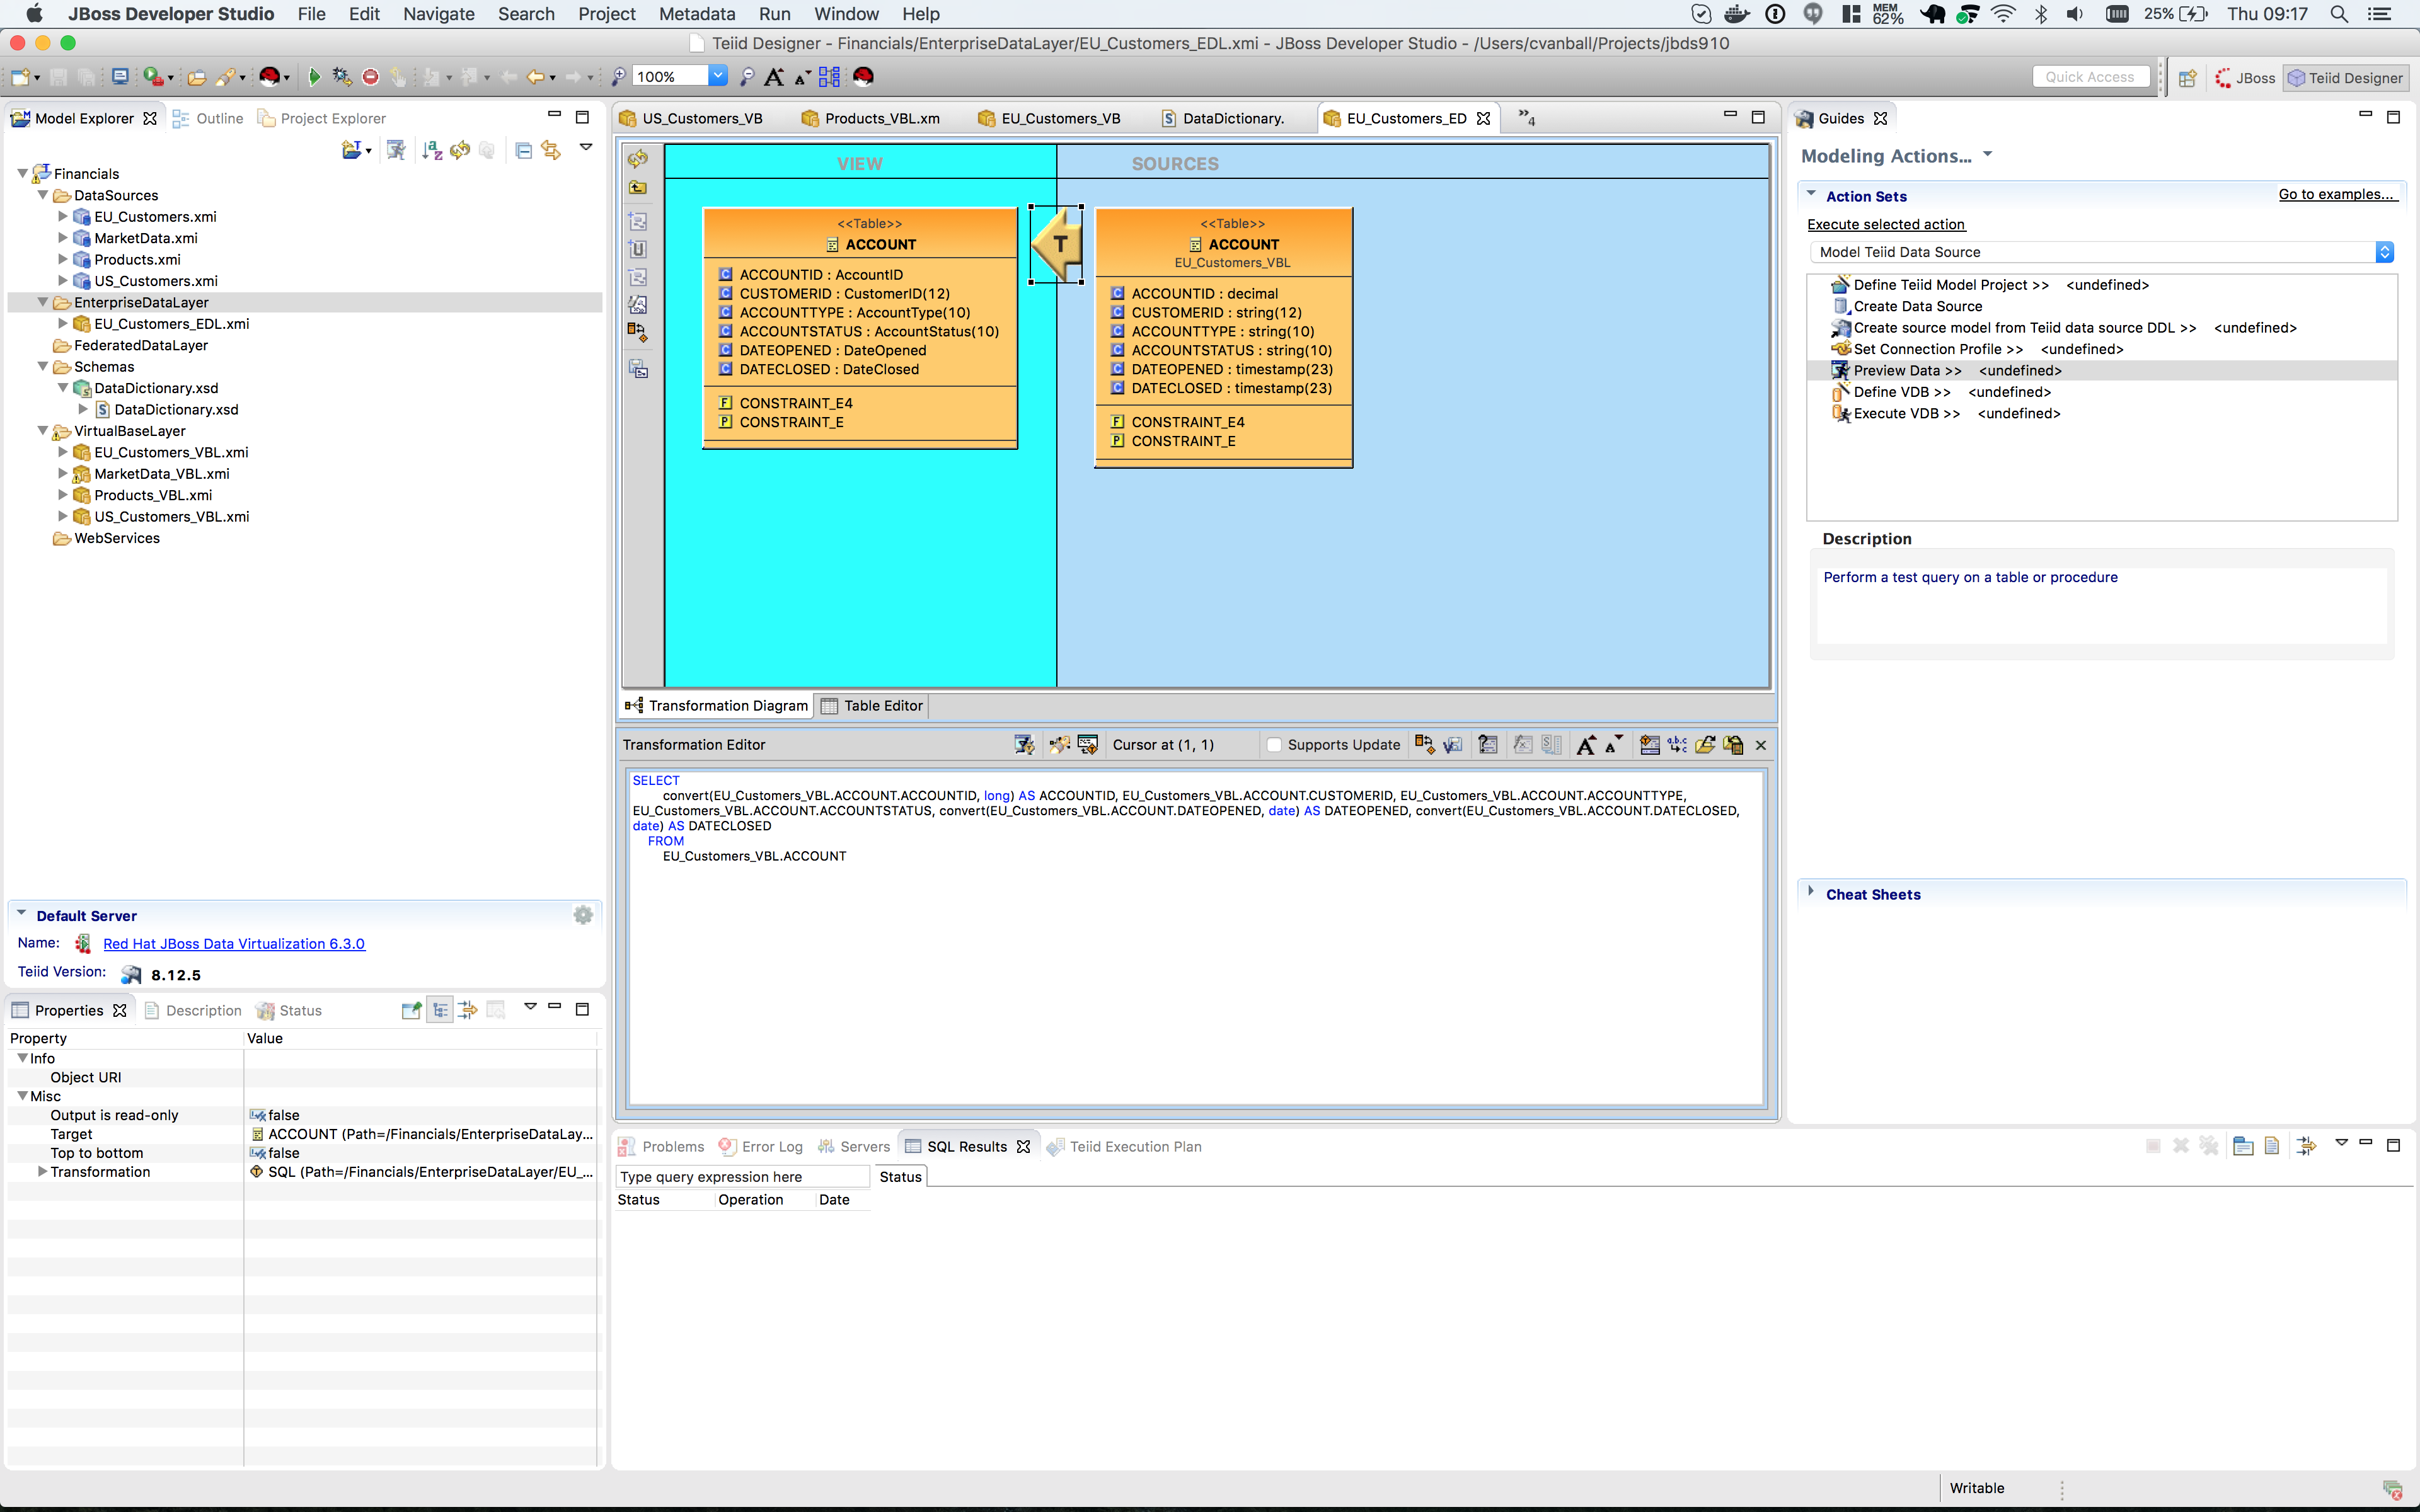 JBoss Developer Studio File Edit Navigate Search Project Metadata Run Window Help
MEM 62% 25% Thu 09:17
Teiid Designer - Financials/EnterpriseDataLayer/EU_Customers_EDL.xmi - JBoss Developer Studio - /Users/cvanball/Projects/jbds910
100% Quick Access JBoss Teiid Designer
Model Explorer Outline Project Explorer
Financials
DataSources
EU_Customers.xmi
MarketData.xmi
Products.xmi
US_Customers.xmi
EnterpriseDataLayer
EU_Customers_EDL.xmi
FederatedDataLayer
Schemas
DataDictionary.xsd
DataDictionary.xsd
VirtualBaseLayer
EU_Customers_VBL.xmi
MarketData_VBL.xmi
Products_VBL.xmi
US_Customers_VBL.xmi
WebServices
Default Server
Name: Red Hat JBoss Data Virtualization 6.3.0
Teiid Version: 8.12.5
Properties Description Status
Property Value
Info
Object URI
Misc
Output is read-only false
Target ACCOUNT (Path=/Financials/EnterpriseDataLay...
Top to bottom false
Transformation SQL (Path=/Financials/EnterpriseDataLayer/EU_...
US_Customers_VB Products_VBL.xm EU_Customers_VB DataDictionary. EU_Customers_ED »4
VIEW SOURCES
<<Table>>
ACCOUNT
ACCOUNTID : AccountID
CUSTOMERID : CustomerID(12)
ACCOUNTTYPE : AccountType(10)
ACCOUNTSTATUS : AccountStatus(10)
DATEOPENED : DateOpened
DATECLOSED : DateClosed
F CONSTRAINT_E4
P CONSTRAINT_E
T
<<Table>>
ACCOUNT
EU_Customers_VBL
ACCOUNTID : decimal
CUSTOMERID : string(12)
ACCOUNTTYPE : string(10)
ACCOUNTSTATUS : string(10)
DATEOPENED : timestamp(23)
DATECLOSED : timestamp(23)
F CONSTRAINT_E4
P CONSTRAINT_E
Transformation Diagram Table Editor
Transformation Editor Cursor at (1, 1) Supports Update
SELECT
convert(EU_Customers_VBL.ACCOUNT.ACCOUNTID, long) AS ACCOUNTID, EU_Customers_VBL.ACCOUNT.CUSTOMERID, EU_Customers_VBL.ACCOUNT.ACCOUNTTYPE,
EU_Customers_VBL.ACCOUNT.ACCOUNTSTATUS, convert(EU_Customers_VBL.ACCOUNT.DATEOPENED, date) AS DATEOPENED, convert(EU_Customers_VBL.ACCOUNT.DATECLOSED,
date) AS DATECLOSED
FROM
EU_Customers_VBL.ACCOUNT
Problems Error Log Servers SQL Results Teiid Execution Plan
Type query expression here Status
Status Operation Date
Guides
Modeling Actions...
Action Sets Go to examples...
Execute selected action
Model Teiid Data Source
Define Teiid Model Project >> <undefined>
Create Data Source
Create source model from Teiid data source DDL >> <undefined>
Set Connection Profile >> <undefined>
Preview Data >> <undefined>
Define VDB >> <undefined>
Execute VDB >> <undefined>
Description
Perform a test query on a table or procedure
Cheat Sheets
Writable